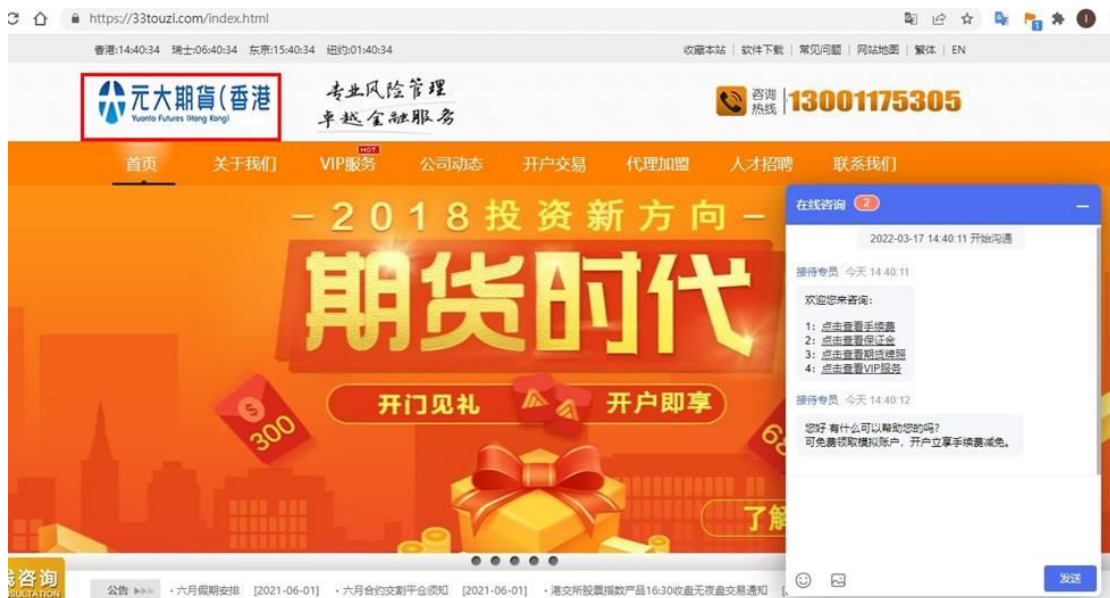 https://33touzi.com/index.html
香港:14:40:34 瑞士:06:40:34 东京:15:40:34 纽约:01:40:34
收藏本站 | 软件下载 | 常见问题 | 网站地图 | 繁体 | EN
元大期貨(香港
Yuanta Futures (Hong Kong)
专业风险管理
卓越金融服务
咨询热线
13001175305
HOT
首页 关于我们 VIP服务 公司动态 开户交易 代理加盟 人才招聘 联系我们
-2018投资新方向-
期货时代
开门见礼 开户即享
300
68
了解
在线咨询 2
2022-03-17 14:40:11 开始沟通
接待专员 今天 14:40:11
欢迎您来咨询:
1: 点击查看手续费
2: 点击查看保证金
3: 点击查看期货牌照
4: 点击查看VIP服务
接待专员 今天 14:40:12
您好 有什么可以帮助您的吗?
可免费领取模拟账户，开户立享手续费减免。
发送
咨询
公告 ▶▶▶ ·六月假期安排 [2021-06-01] ·六月合约交割平仓须知 [2021-06-01] ·港交所股票指数产品16:30收盘无夜盘交易通知